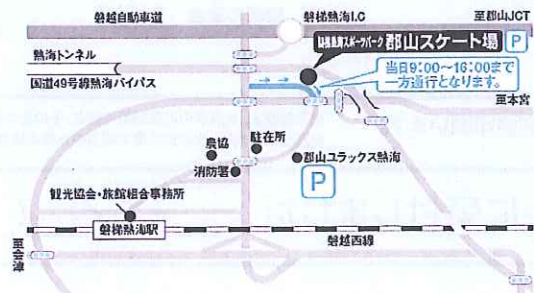 磐越自動車道
磐梯熱海I.C
至郡山JCT
熱海トンネル
磐梯熱海スポーツパーク 郡山スケート場 P
国道49号線熱海バイパス
当日9:00~16:00まで
一方通行となります。
至本宮
農協
駐在所
消防署
郡山ユラックス熱海
P
観光協会・旅館組合事務所
磐梯熱海駅
磐越西線
至会津